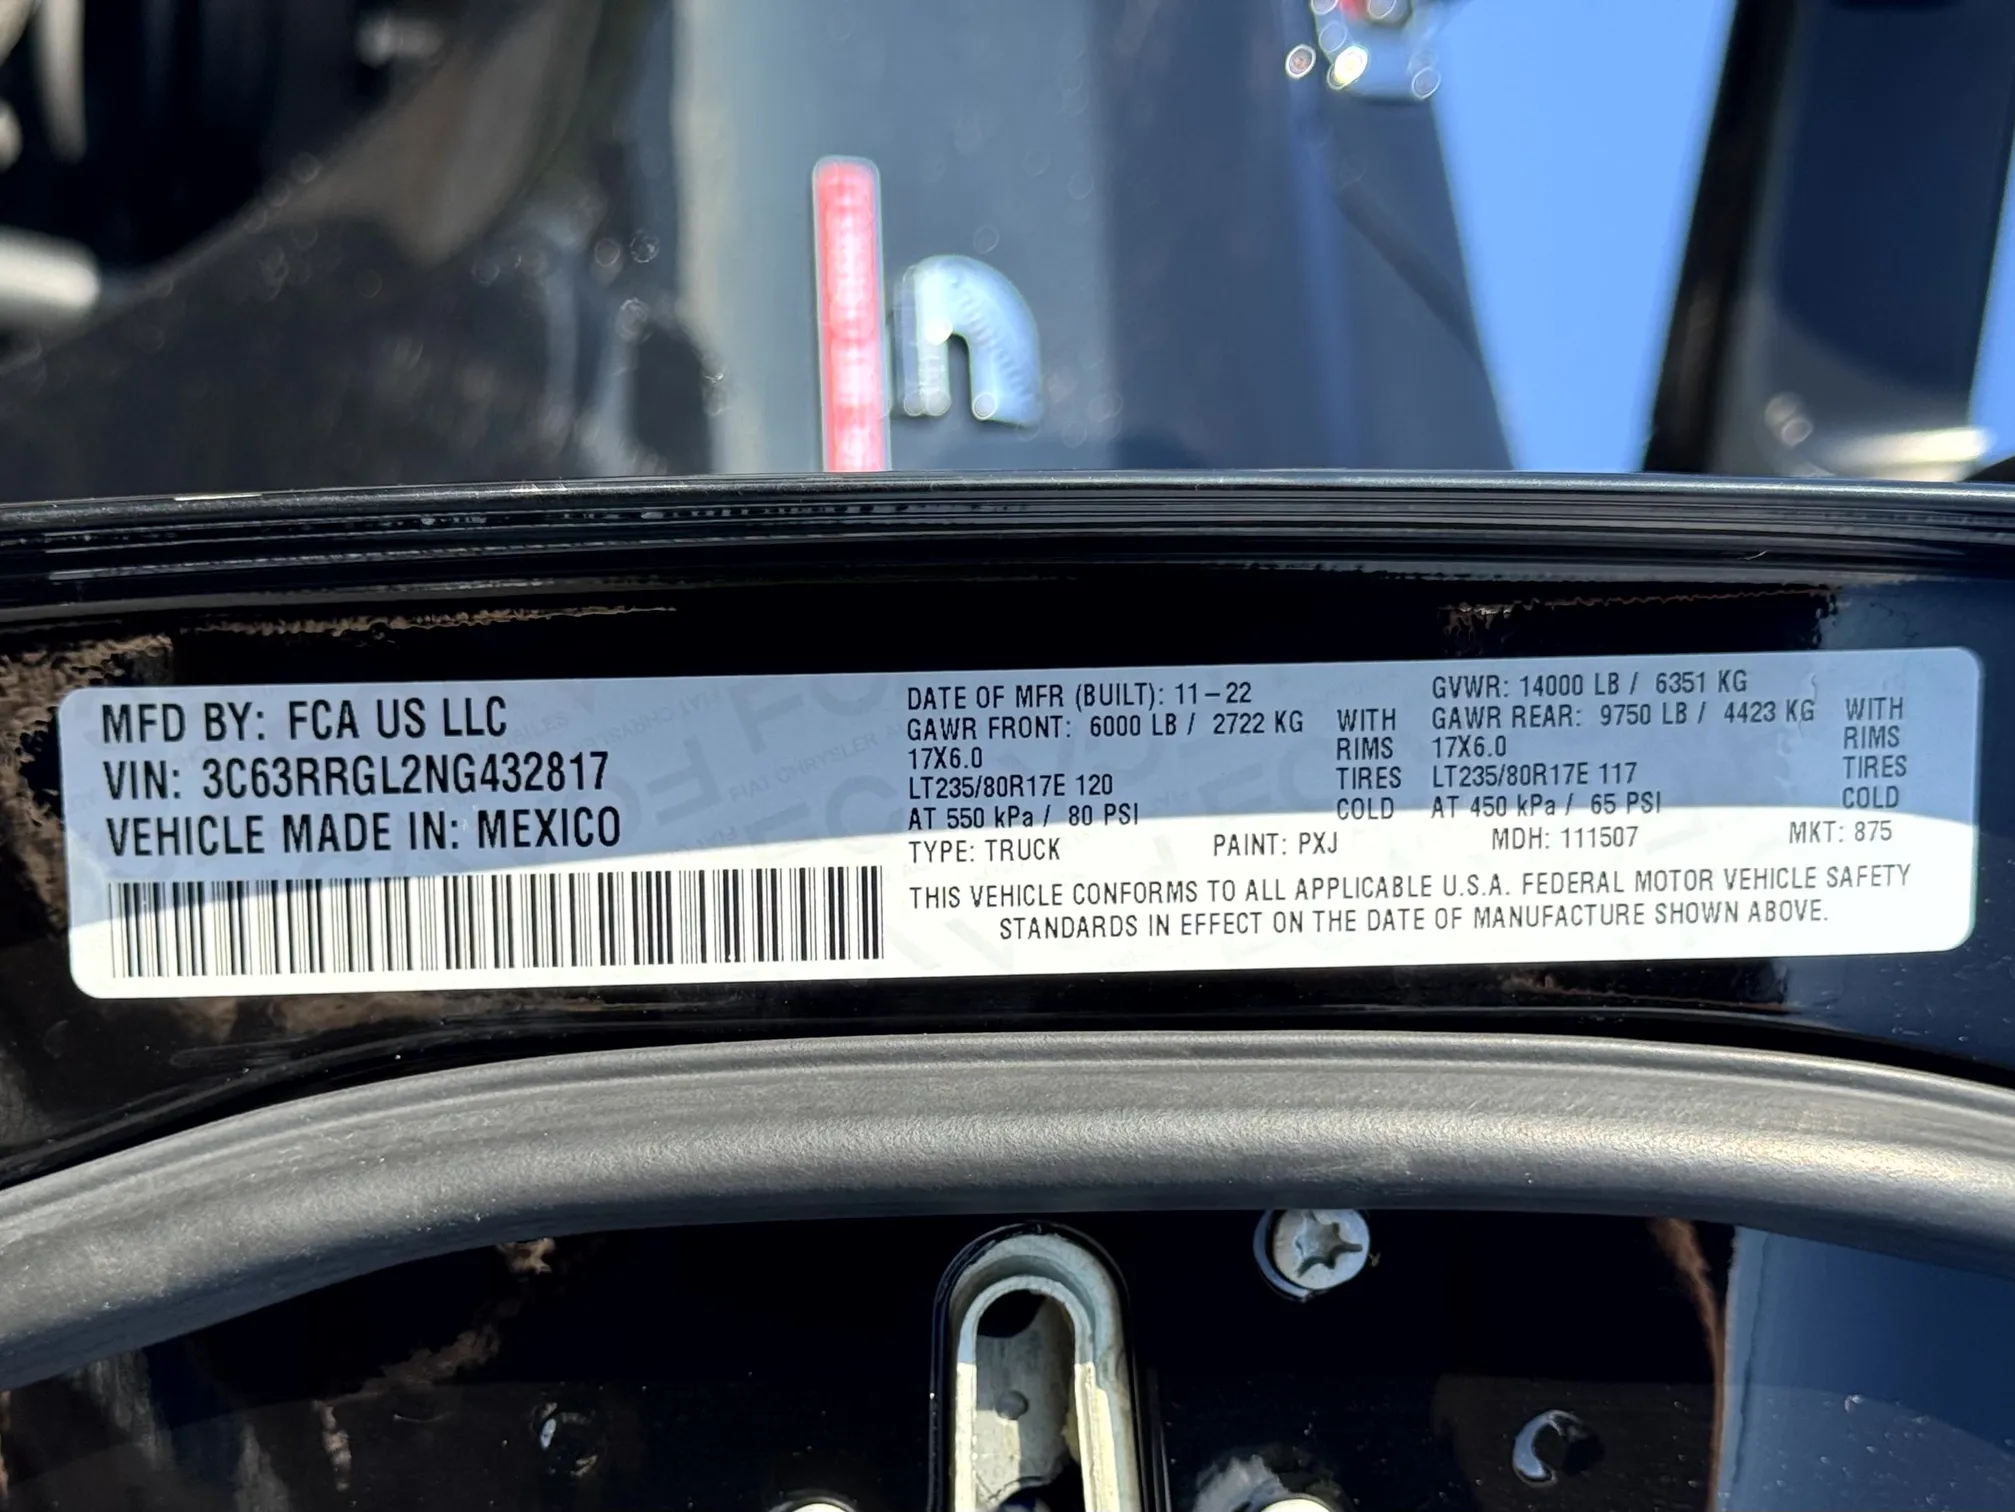 MFD BY: FCA US LLC
VIN: 3C63RRGL2NG432817
VEHICLE MADE IN: MEXICO
DATE OF MFR (BUILT): 11-22
GAWR FRONT: 6000 LB / 2722 KG WITH
17X6.0 RIMS
LT235/80R17E 120 TIRES
AT 550 kPa / 80 PSI COLD
GVWR: 14000 LB / 6351 KG
GAWR REAR: 9750 LB / 4423 KG WITH
17X6.0 RIMS
LT235/80R17E 117 TIRES
AT 450 kPa / 65 PSI COLD
TYPE: TRUCK PAINT: PXJ MDH: 111507 MKT: 875
THIS VEHICLE CONFORMS TO ALL APPLICABLE U.S.A. FEDERAL MOTOR VEHICLE SAFETY
STANDARDS IN EFFECT ON THE DATE OF MANUFACTURE SHOWN ABOVE.